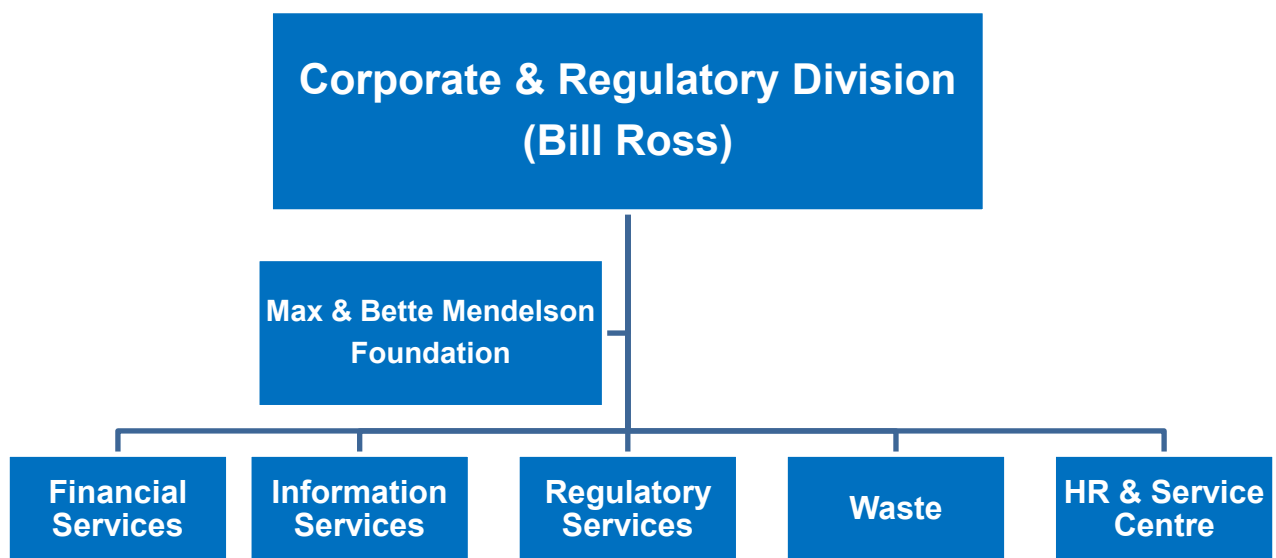 Corporate & Regulatory Division
(Bill Ross)
Max & Bette Mendelson
Foundation
Financial
Services
Information
Services
Regulatory
Services
Waste
HR & Service
Centre